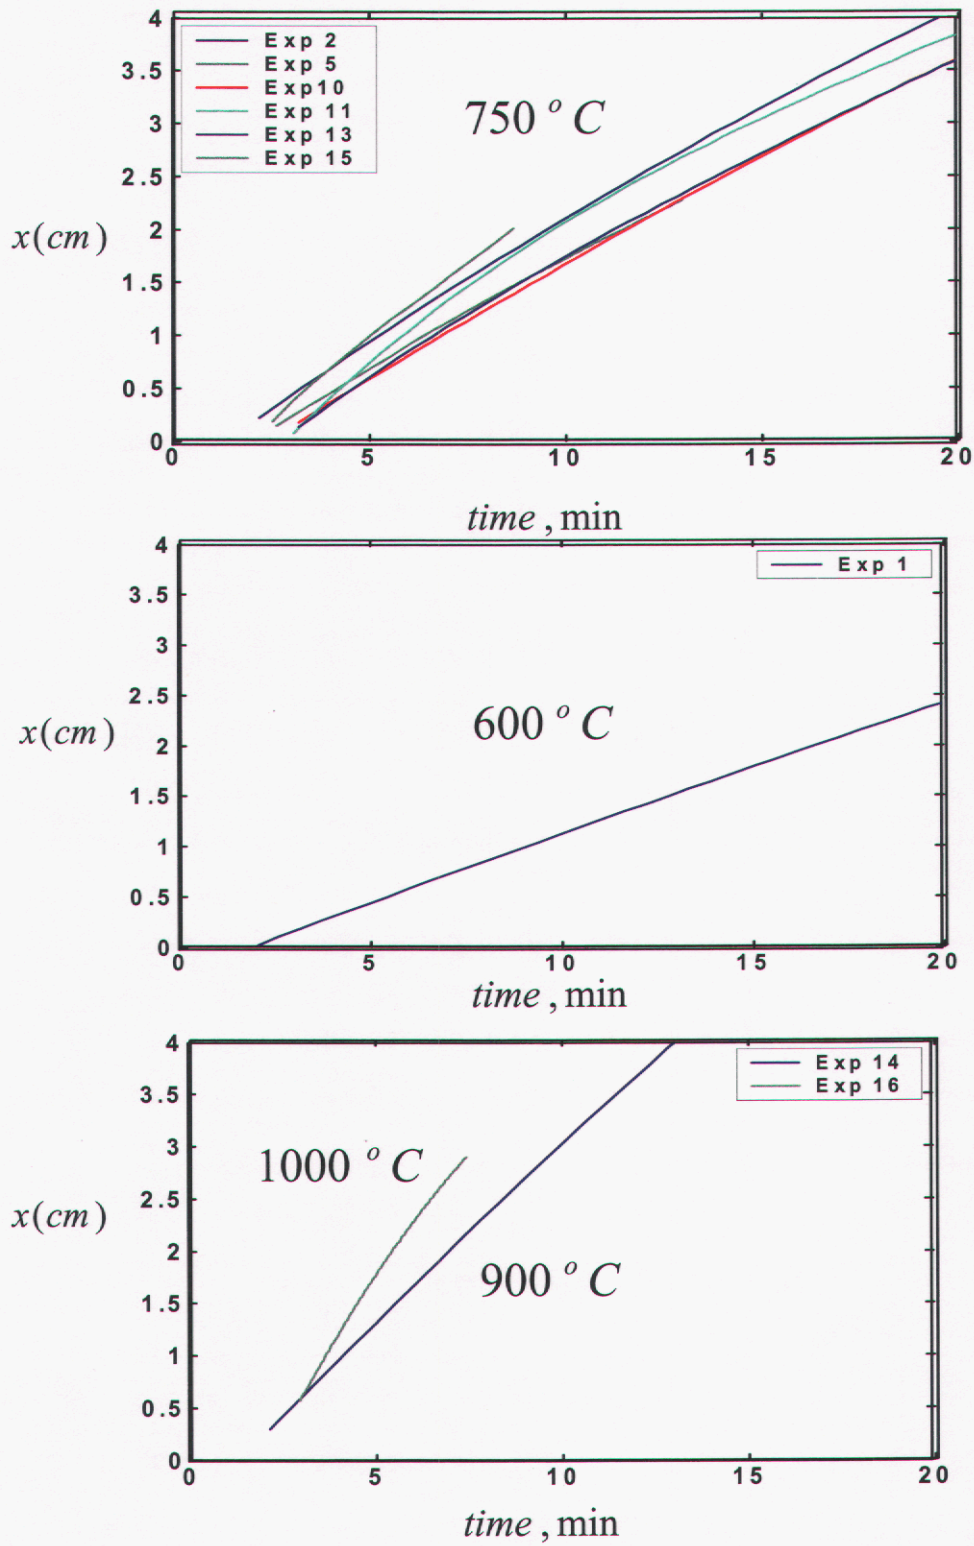 4
3.5
3
2.5
2
1.5
1
0.5
0
x(cm)
Exp 2
Exp 5
Exp10
Exp 11
Exp 13
Exp 15
750 °C
0 5 10 15 20
time , min
4
3.5
3
2.5
2
1.5
1
0.5
0
x(cm)
Exp 1
600 °C
0 5 10 15 20
time , min
4
3.5
3
2.5
2
1.5
1
0.5
0
x(cm)
Exp 14
Exp 16
1000 °C
900 °C
0 5 10 15 20
time , min